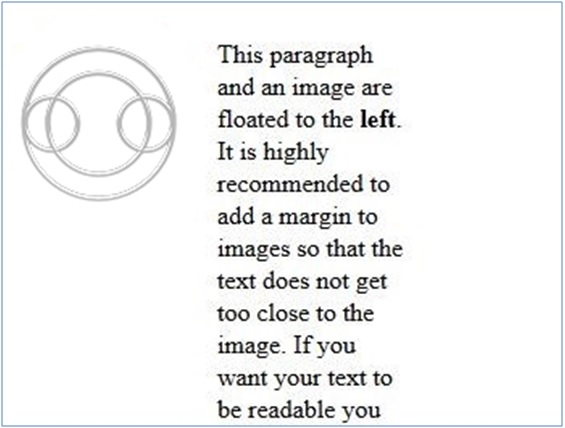 This paragraph
and an image are
floated to the left.
It is highly
recommended to
add a margin to
images so that the
text does not get
too close to the
image. If you
want your text to
be readable you